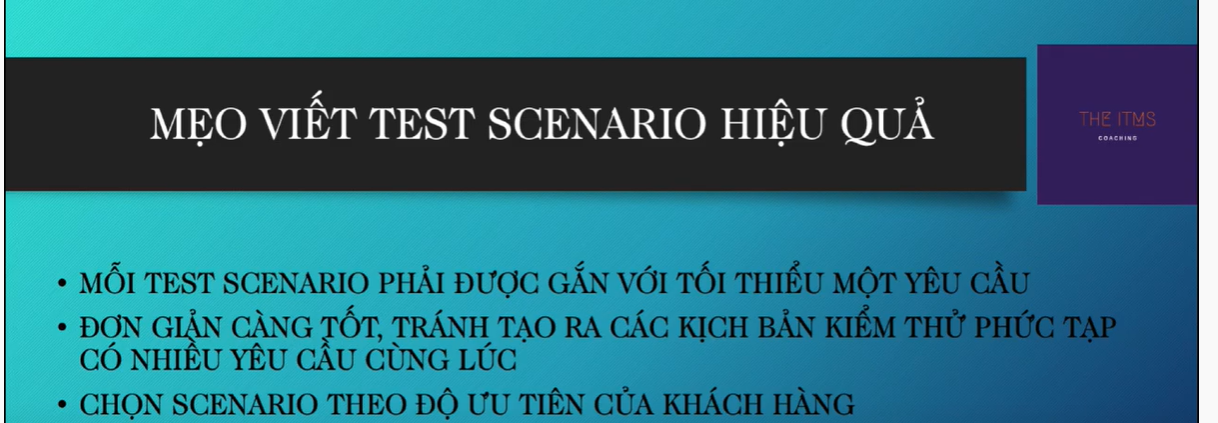 MẸO VIẾT TEST SCENARIO HIỆU QUẢ
THE ITMS
COACHING
• MỖI TEST SCENARIO PHẢI ĐƯỢC GẮN VỚI TỐI THIỂU MỘT YÊU CẦU
• ĐƠN GIẢN CÀNG TỐT, TRÁNH TẠO RA CÁC KỊCH BẢN KIỂM THỬ PHỨC TẠP
CÓ NHIỀU YÊU CẦU CÙNG LÚC
• CHỌN SCENARIO THEO ĐỘ ƯU TIÊN CỦA KHÁCH HÀNG